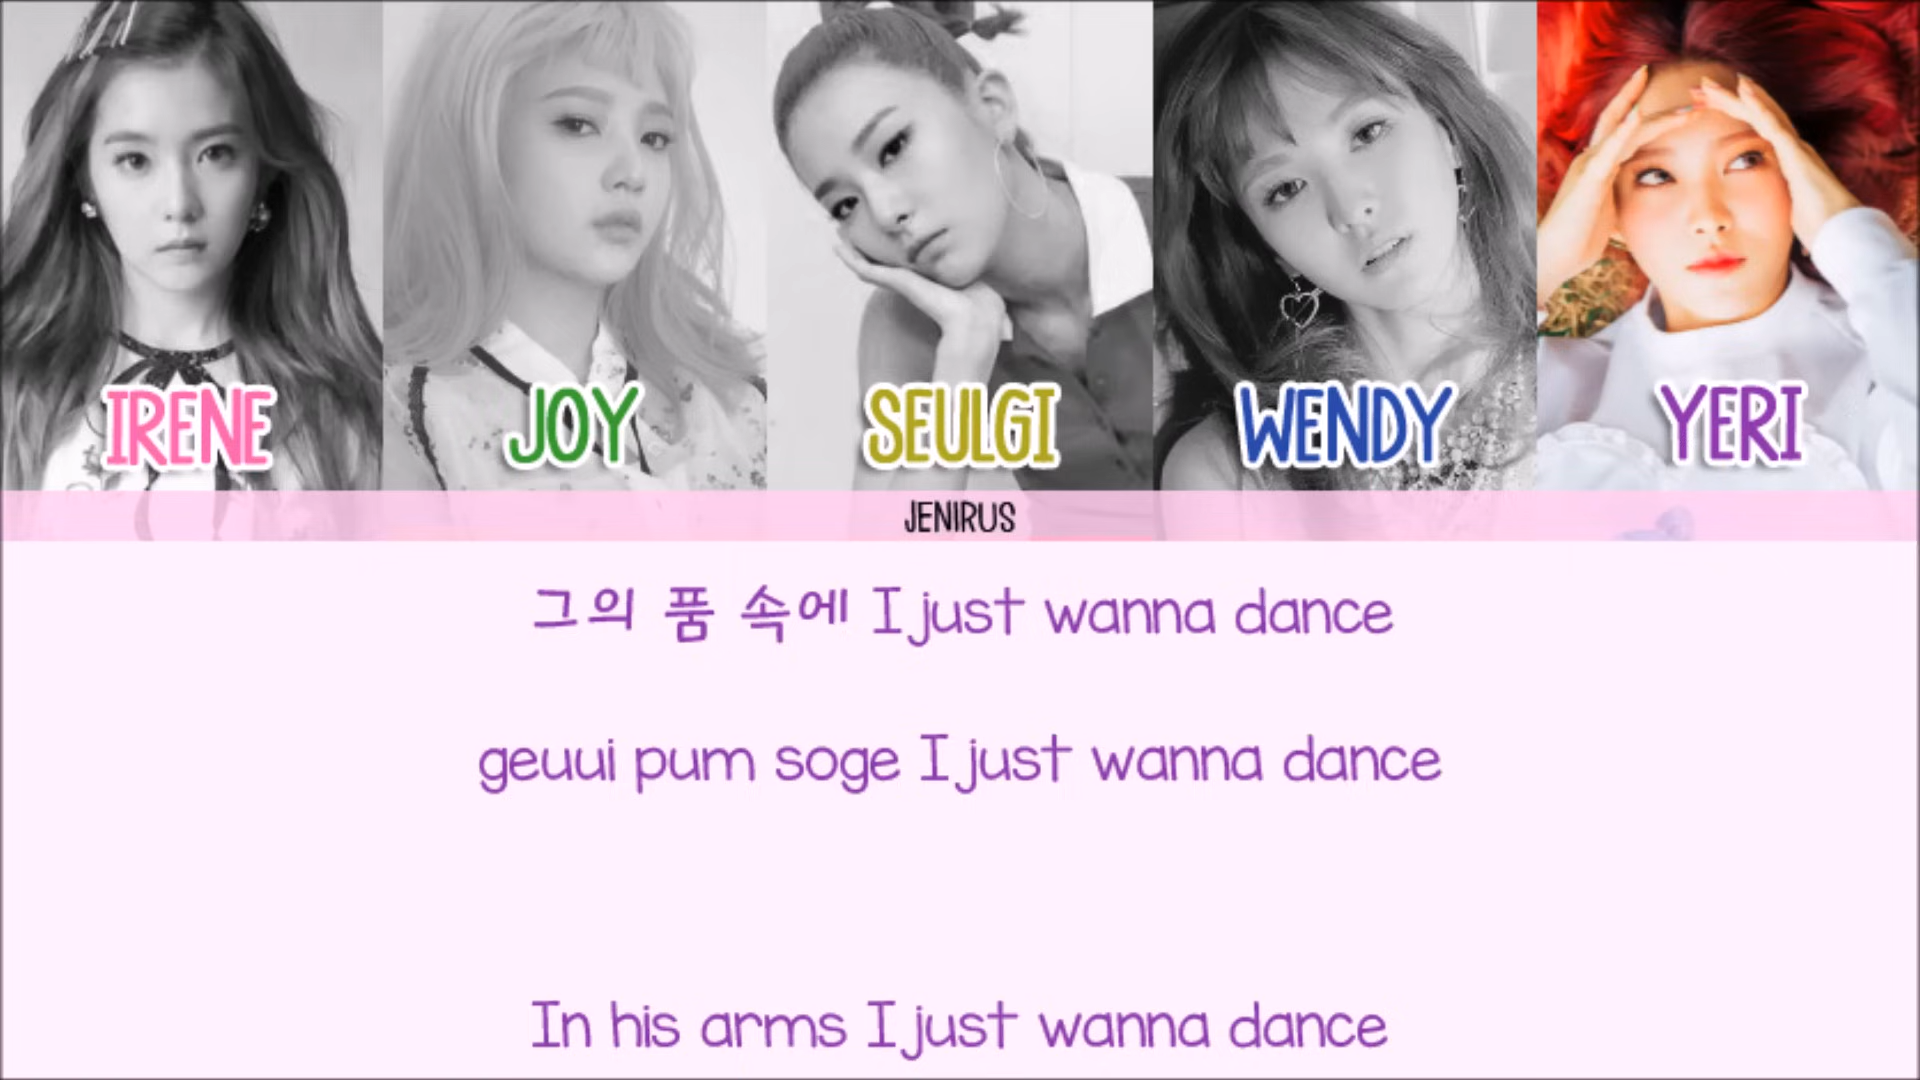 IRENE JOY SEULGI WENDY YERI
JENIRUS
그의 품 속에 I just wanna dance
geuui pum soge I just wanna dance
In his arms I just wanna dance